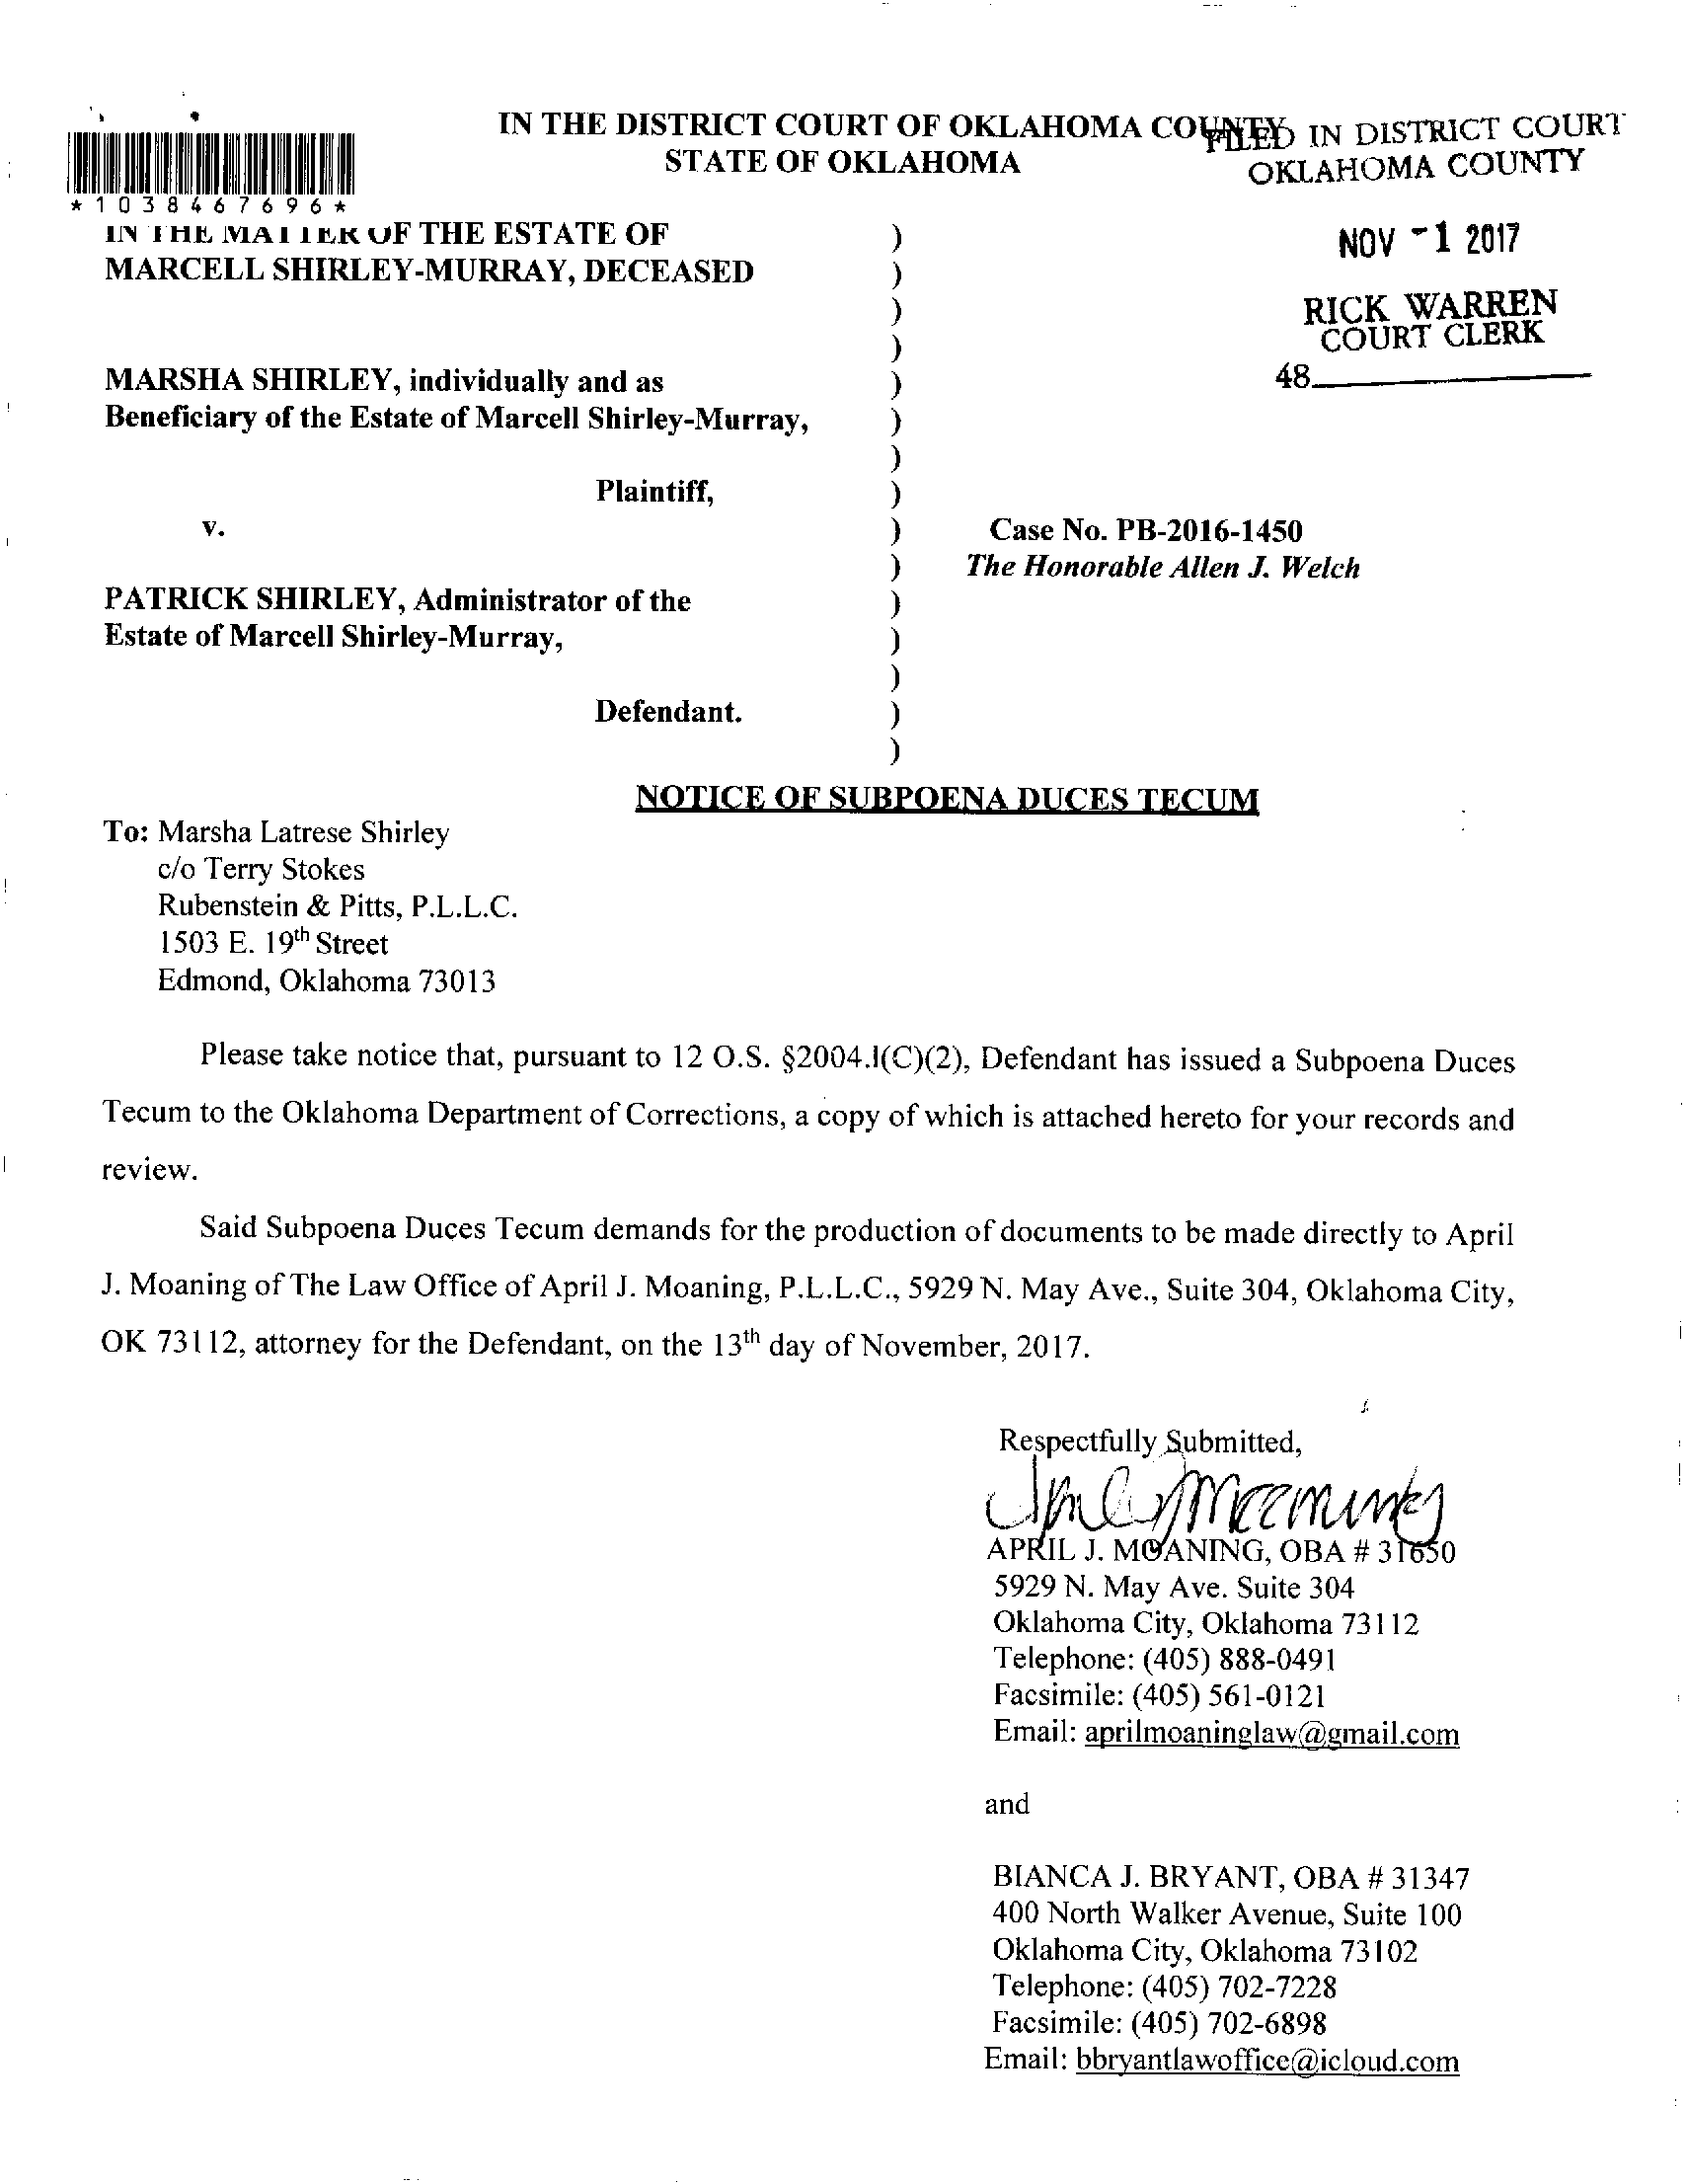 IN THE DISTRICT COURT OF OKLAHOMA COUNTY
STATE OF OKLAHOMA
FILED IN DISTRICT COURT
OKLAHOMA COUNTY
NOV -1 2017
RICK WARREN
COURT CLERK
48
*1038467696*
IN THE MATTER OF THE ESTATE OF )
MARCELL SHIRLEY-MURRAY, DECEASED )
)
)
MARSHA SHIRLEY, individually and as )
Beneficiary of the Estate of Marcell Shirley-Murray, )
)
Plaintiff, )
v. ) Case No. PB-2016-1450
) The Honorable Allen J. Welch
PATRICK SHIRLEY, Administrator of the )
Estate of Marcell Shirley-Murray, )
)
Defendant. )
)
NOTICE OF SUBPOENA DUCES TECUM
To: Marsha Latrese Shirley
c/o Terry Stokes
Rubenstein & Pitts, P.L.L.C.
1503 E. 19th Street
Edmond, Oklahoma 73013
Please take notice that, pursuant to 12 O.S. §2004.1(C)(2), Defendant has issued a Subpoena Duces
Tecum to the Oklahoma Department of Corrections, a copy of which is attached hereto for your records and
review.
Said Subpoena Duces Tecum demands for the production of documents to be made directly to April
J. Moaning of The Law Office of April J. Moaning, P.L.L.C., 5929 N. May Ave., Suite 304, Oklahoma City,
OK 73112, attorney for the Defendant, on the 13th day of November, 2017.
Respectfully Submitted,
April J Moaning
APRIL J. MOANING, OBA # 31650
5929 N. May Ave. Suite 304
Oklahoma City, Oklahoma 73112
Telephone: (405) 888-0491
Facsimile: (405) 561-0121
Email: aprilmoaninglaw@gmail.com
and
BIANCA J. BRYANT, OBA # 31347
400 North Walker Avenue, Suite 100
Oklahoma City, Oklahoma 73102
Telephone: (405) 702-7228
Facsimile: (405) 702-6898
Email: bbryantlawoffice@icloud.com